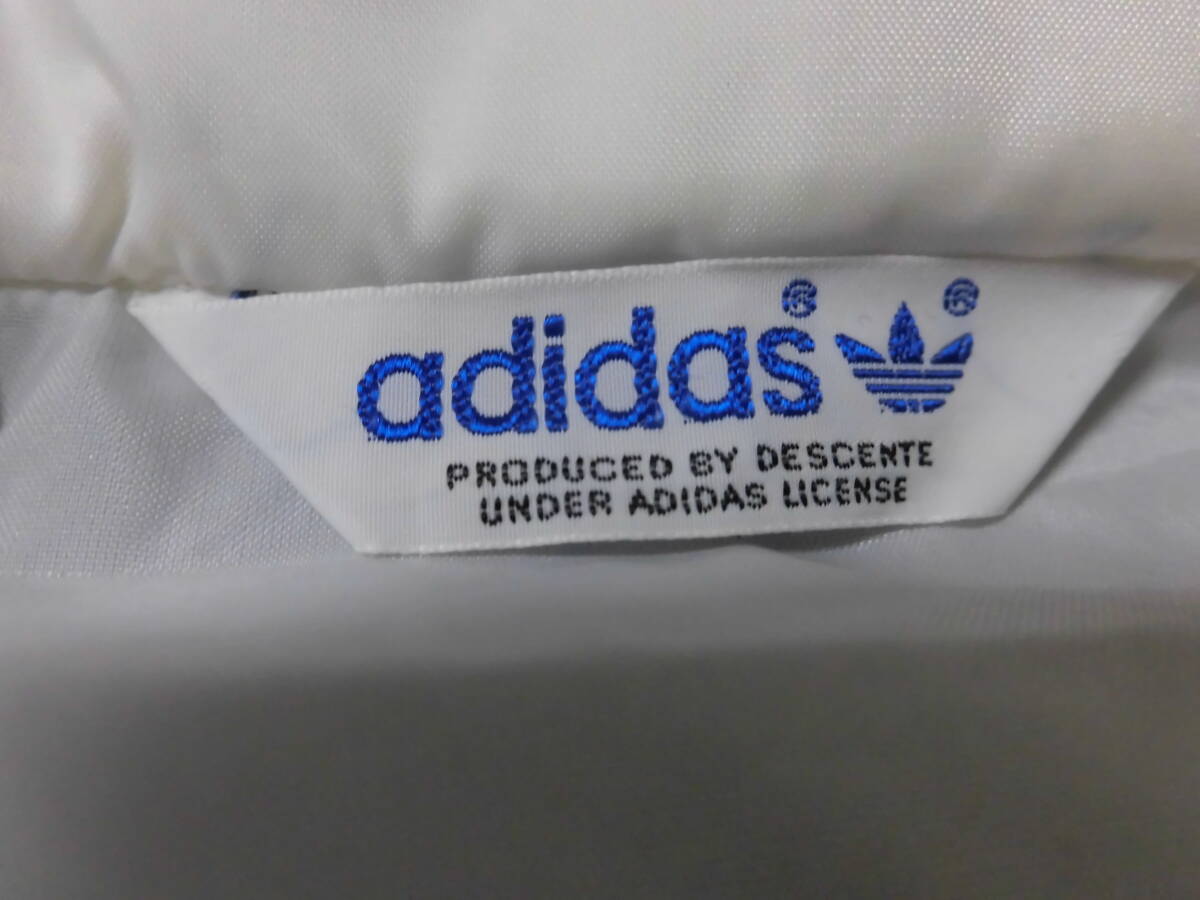 adidas® ®
PRODUCED BY DESCENTE
UNDER ADIDAS LICENSE